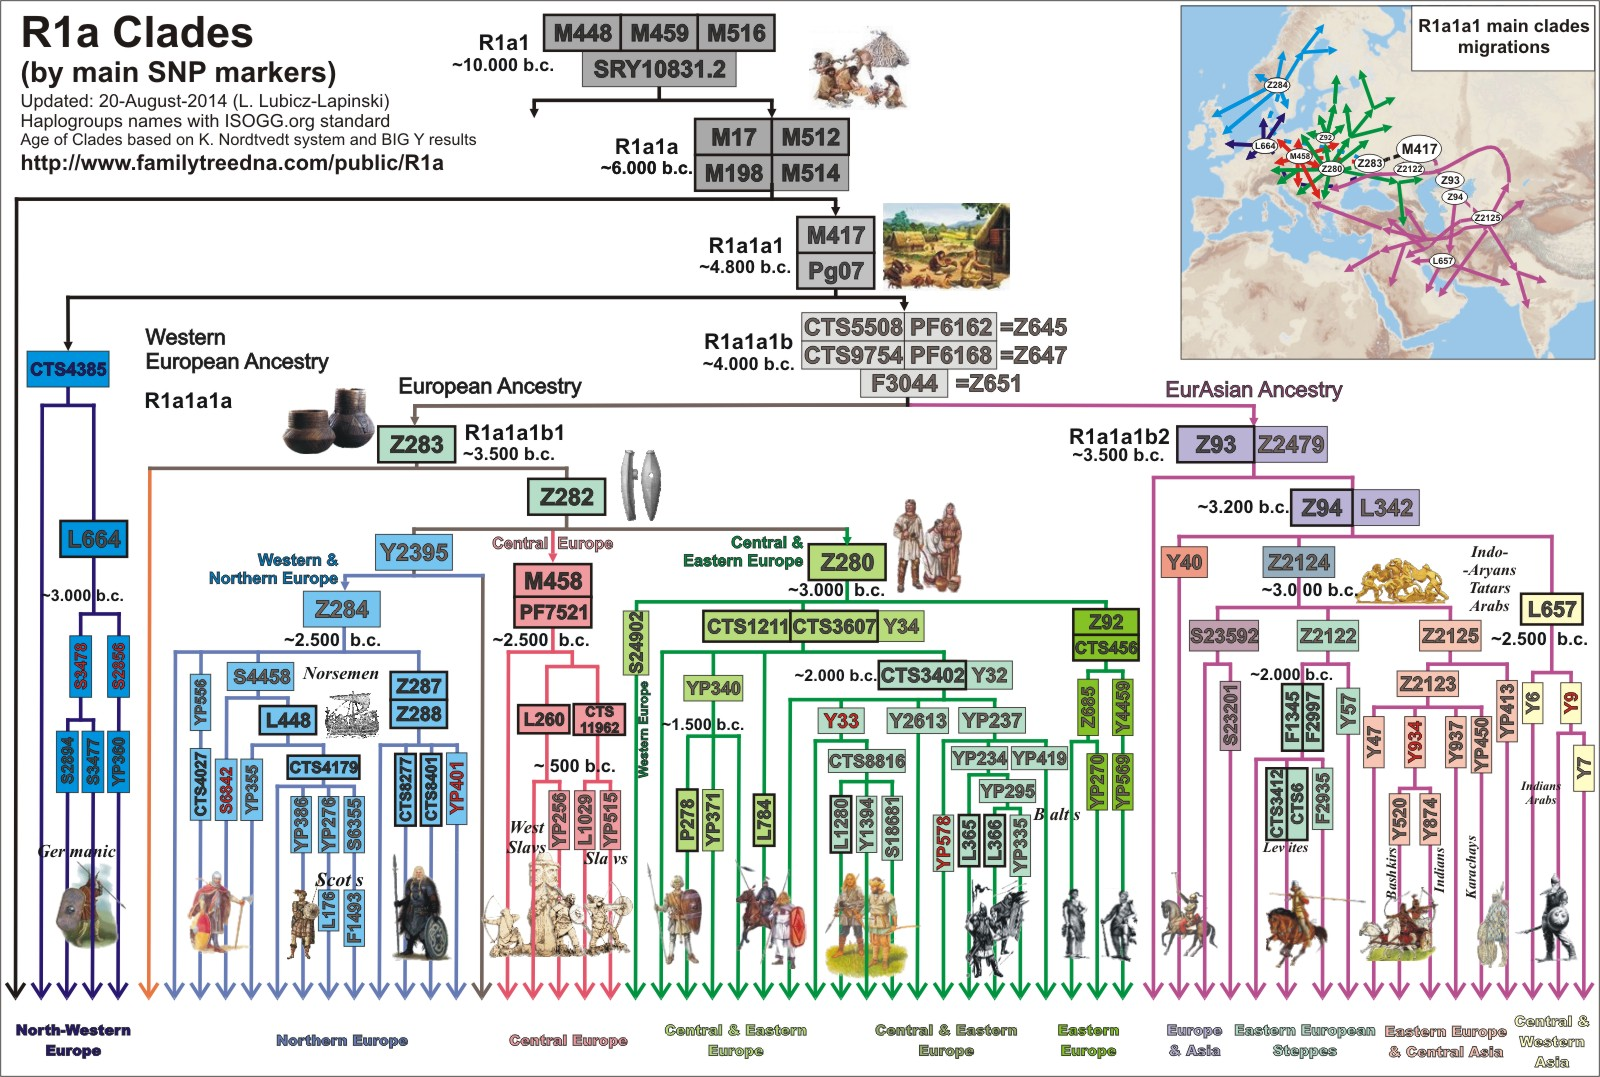 R1a Clades
(by main SNP markers)
Updated: 20-August-2014 (L. Lubicz-Lapinski)
Haplogroups names with ISOGG.org standard
Age of Clades based on K. Nordtvedt system and BIG Y results
http://www.familytreedna.com/public/R1a
R1a1
~10.000 b.c.
M448 M459 M516
SRY10831.2
R1a1a
~6.000 b.c.
M17 M512
M198 M514
R1a1a1
~4.800 b.c.
M417
Pg07
R1a1a1 main clades
migrations
Z284
L664
Z92
M458
Z280
Z283
M417
Z2122
Z93
Z94
Z2125
L657
R1a1a1b
~4.000 b.c.
CTS5508 PF6162 =Z645
CTS9754 PF6168 =Z647
F3044 =Z651
Western
European Ancestry
R1a1a1a
CTS4385
European Ancestry
EurAsian Ancestry
Z283
R1a1a1b1
~3.500 b.c.
R1a1a1b2
~3.500 b.c.
Z93 Z2479
Z282
~3.200 b.c.
Z94 L342
L664
Y2395
Western &
Northern Europe
Central Europe
Central &
Eastern Europe
Z280
~3.000 b.c.
M458
PF7521
~2.500 b.c.
Z284
~2.500 b.c.
~3.000 b.c.
Y40
Z2124
~3.000 b.c.
Indo-
-Aryans
Tatars
Arabs
L657
~2.500 b.c.
S3478
S2856
S2894
S3477
YP360
Germanic
YP556
CTS4027
S4458
Norsemen
S6842
L448
YP355
CTS4179
YP386
YP276
S6355
Scots
L176
F1493
Z287
Z288
CTS8277
CTS8401
YP401
L260
CTS
11962
~500 b.c.
YP256
L1029
YP515
West
Slavs
Slavs
S24902
Western Europe
CTS1211 CTS3607 Y34
~2.000 b.c.
CTS3402 Y32
YP340
~1.500 b.c.
P278
YP371
L784
Y33
CTS8816
L1280
Y1394
S18681
Y2613
YP237
YP234
YP419
YP295
YP578
L365
L366
YP335
Balts
Z92
CTS456
Z685
Y4459
YP270
YP569
S23592
S23201
Z2122
~2.000 b.c.
F1345
F2997
Y57
CTS3412
CTS6
F2935
Levites
Z2125
Z2123
YP413
Y47
Y934
Y937
YP450
Y520
Y874
Bashkirs
Indians
Karachays
Y6
Y9
Y7
Indians
Arabs
North-Western
Europe
Northern Europe
Central Europe
Central & Eastern
Europe
Central & Eastern
Europe
Eastern
Europe
Europe
& Asia
Eastern European
Steppes
Eastern Europe
& Central Asia
Central &
Western
Asia